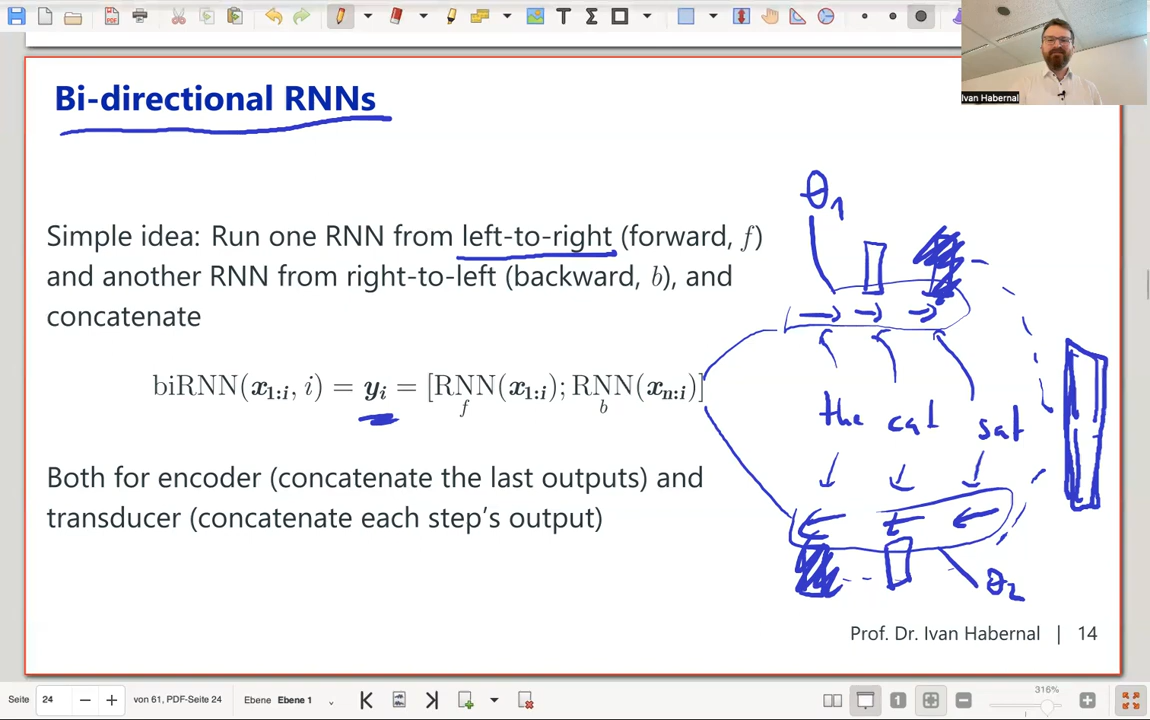 Ivan Habernal
Bi-directional RNNs
Simple idea: Run one RNN from left-to-right (forward, f)
and another RNN from right-to-left (backward, b), and
concatenate
biRNN(x1:i, i) = yi = [RNN(x1:i); RNN(xn:i)]
f b
Both for encoder (concatenate the last outputs) and
transducer (concatenate each step's output)
θ1
the cat sat
θ2
Prof. Dr. Ivan Habernal | 14
Seite 24 von 61, PDF-Seite 24 Ebene Ebene 1 316%